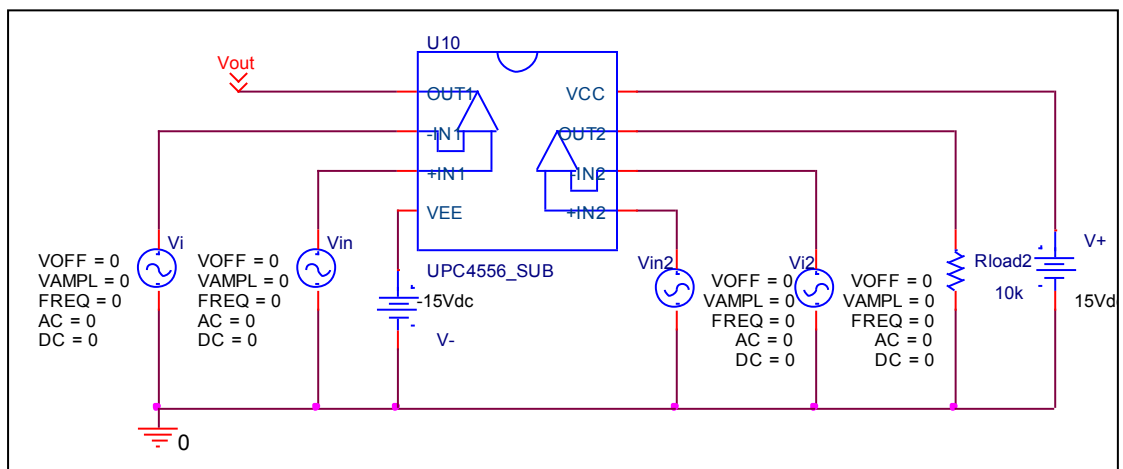 U10
Vout
OUT1
VCC
-IN1
OUT2
+IN1
-IN2
VEE
+IN2
Vi
VOFF = 0
VAMPL = 0
FREQ = 0
AC = 0
DC = 0
Vin
VOFF = 0
VAMPL = 0
FREQ = 0
AC = 0
DC = 0
UPC4556_SUB
-15Vdc
V-
Vin2
VOFF = 0
VAMPL = 0
FREQ = 0
AC = 0
DC = 0
Vi2
VOFF = 0
VAMPL = 0
FREQ = 0
AC = 0
DC = 0
Rload2
10k
V+
15Vd
0